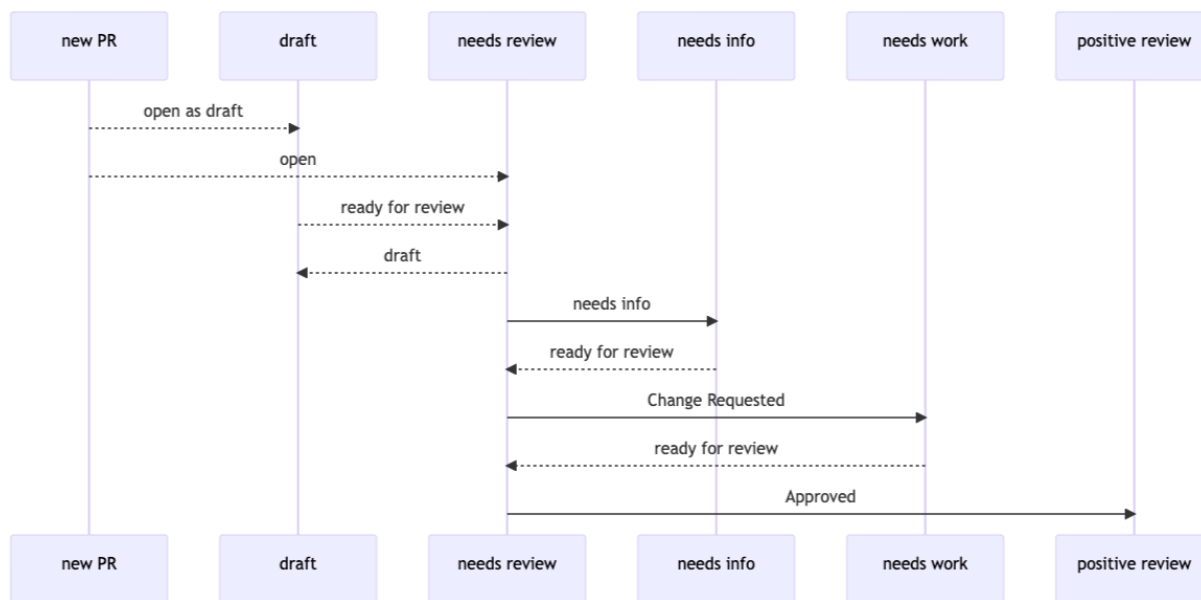 new PR
draft
needs review
needs info
needs work
positive review
open as draft
open
ready for review
draft
needs info
ready for review
Change Requested
ready for review
Approved
new PR
draft
needs review
needs info
needs work
positive review